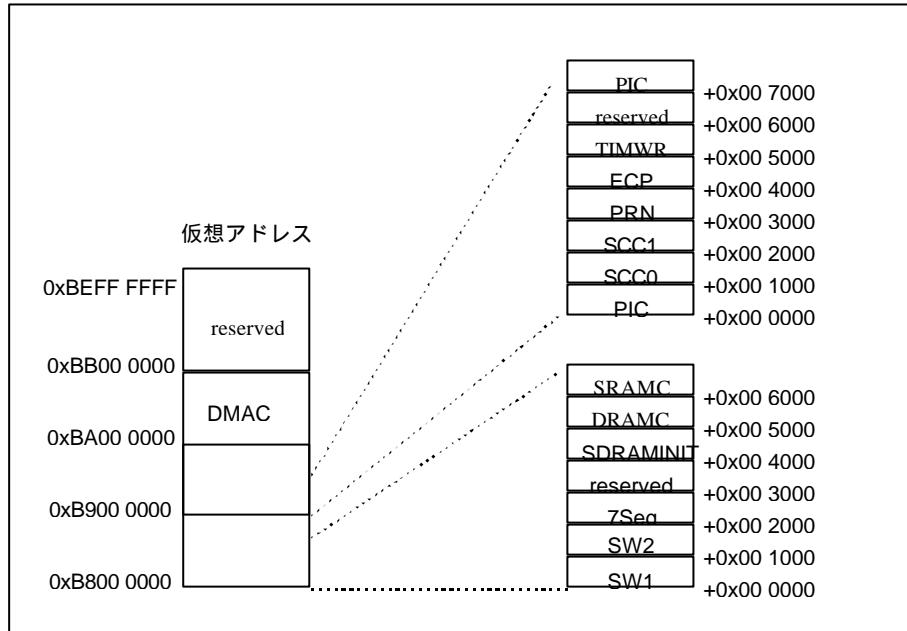 仮想アドレス
0xBEFF FFFF
reserved
0xBB00 0000
DMAC
0xBA00 0000
0xB900 0000
0xB800 0000
PIC
+0x00 7000
reserved
+0x00 6000
TIMWR
+0x00 5000
ECP
+0x00 4000
PRN
+0x00 3000
SCC1
+0x00 2000
SCC0
+0x00 1000
PIC
+0x00 0000
SRAMC
+0x00 6000
DRAMC
+0x00 5000
SDRAMINIT
+0x00 4000
reserved
+0x00 3000
7Seg
+0x00 2000
SW2
+0x00 1000
SW1
+0x00 0000